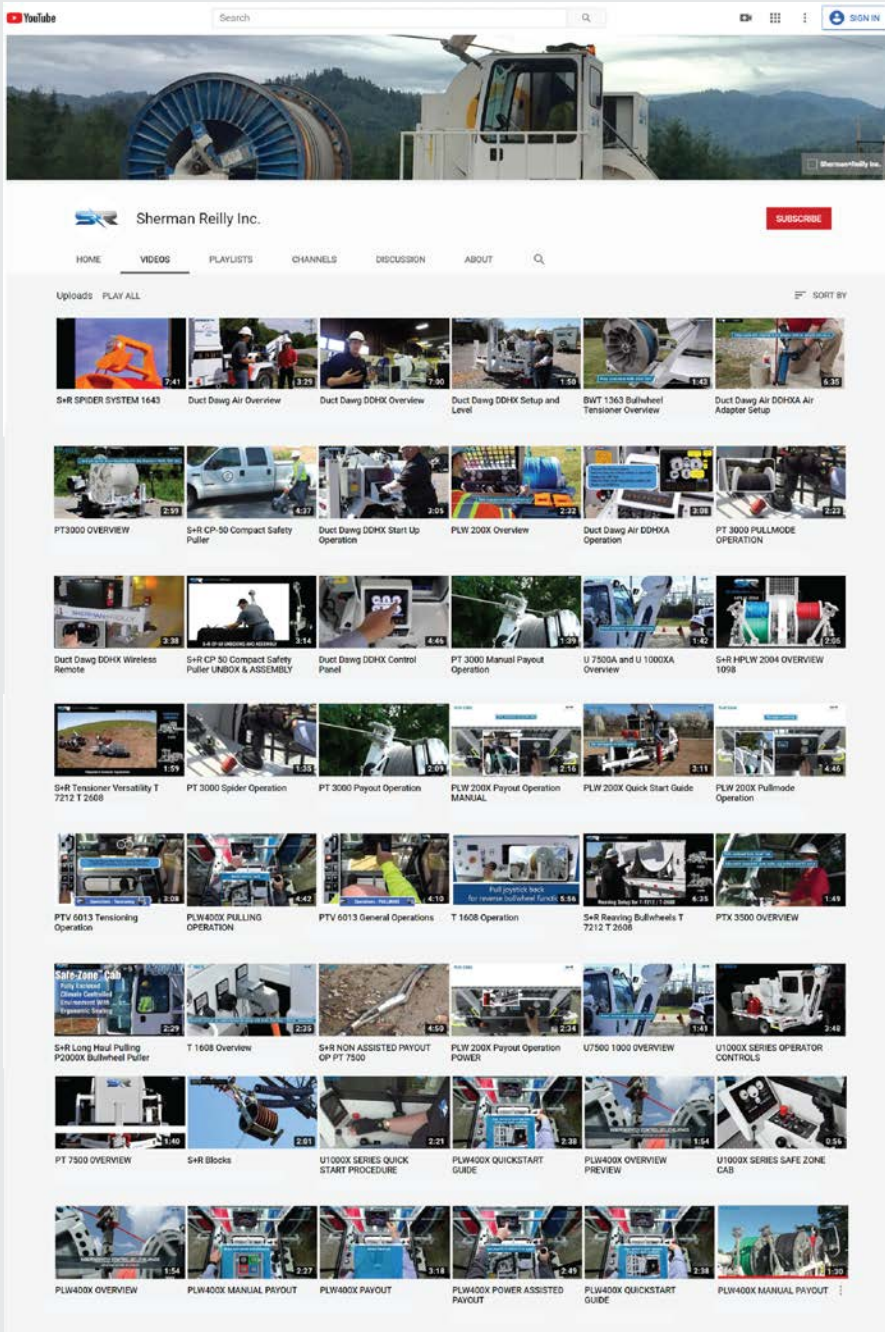 YouTube
Search
SIGN IN
Sherman+Reilly Inc.
S+R
Sherman Reilly Inc.
SUBSCRIBE
HOME VIDEOS PLAYLISTS CHANNELS DISCUSSION ABOUT
Uploads PLAY ALL SORT BY
7:41 3:29 7:00 1:50 1:43 6:35
S+R SPIDER SYSTEM 1643
Duct Dawg Air Overview
Duct Dawg DDHX Overview
Duct Dawg DDHX Setup and
Level
BWT 1363 Bullwheel
Tensioner Overview
Duct Dawg Air DDHXA Air
Adapter Setup
2:59 4:37 3:05 2:32 3:08 2:23
PT3000 OVERVIEW
S+R CP-50 Compact Safety
Puller
Duct Dawg DDHX Start Up
Operation
PLW 200X Overview
Duct Dawg Air DDHXA
Operation
PT 3000 PULLMODE
OPERATION
3:38 3:14 4:46 1:39 1:42 2:05
S+R CP-50 UNBOXING AND ASSEMBLY
Duct Dawg DDHX Wireless
Remote
S+R CP 50 Compact Safety
Puller UNBOX & ASSEMBLY
Duct Dawg DDHX Control
Panel
PT 3000 Manual Payout
Operation
U 7500A and U 1000XA
Overview
S+R HPLW 2004 OVERVIEW
1098
1:59 1:35 2:09 2:16 3:11 4:46
S+R Tensioner Versatility T
7212 T 2608
PT 3000 Spider Operation
PT 3000 Payout Operation
PLW 200X Payout Operation
MANUAL
PLW 200X Quick Start Guide
PLW 200X Pullmode
Operation
3:08 4:42 4:10 5:56 6:35 1:49
Pull joystick back
for reverse bullwheel functi
Reaving Setup for T-7212 / T-2608
PTV 6013 Tensioning
Operation
PLW400X PULLING
OPERATION
PTV 6013 General Operations
T 1608 Operation
S+R Reaving Bullwheels T
7212 T 2608
PTX 3500 OVERVIEW
Safe-Zone Cab
Fully Enclosed
Climate Controlled
Environment With
Ergonomic Seating
2:29 2:35 4:50 2:34 1:41 3:48
S+R Long Haul Pulling
P2000X Bullwheel Puller
T 1608 Overview
S+R NON ASSISTED PAYOUT
OP PT 7500
PLW 200X Payout Operation
POWER
U7500 1000 OVERVIEW
U1000X SERIES OPERATOR
CONTROLS
1:40 2:01 2:21 2:38 1:54 0:56
PT 7500 OVERVIEW
S+R Blocks
U1000X SERIES QUICK
START PROCEDURE
PLW400X QUICKSTART
GUIDE
PLW400X OVERVIEW
PREVIEW
U1000X SERIES SAFE ZONE
CAB
1:54 2:27 3:18 2:49 2:38 1:30
PLW400X OVERVIEW
PLW400X MANUAL PAYOUT
PLW400X PAYOUT
PLW400X POWER ASSISTED
PAYOUT
PLW400X QUICKSTART
GUIDE
PLW400X MANUAL PAYOUT